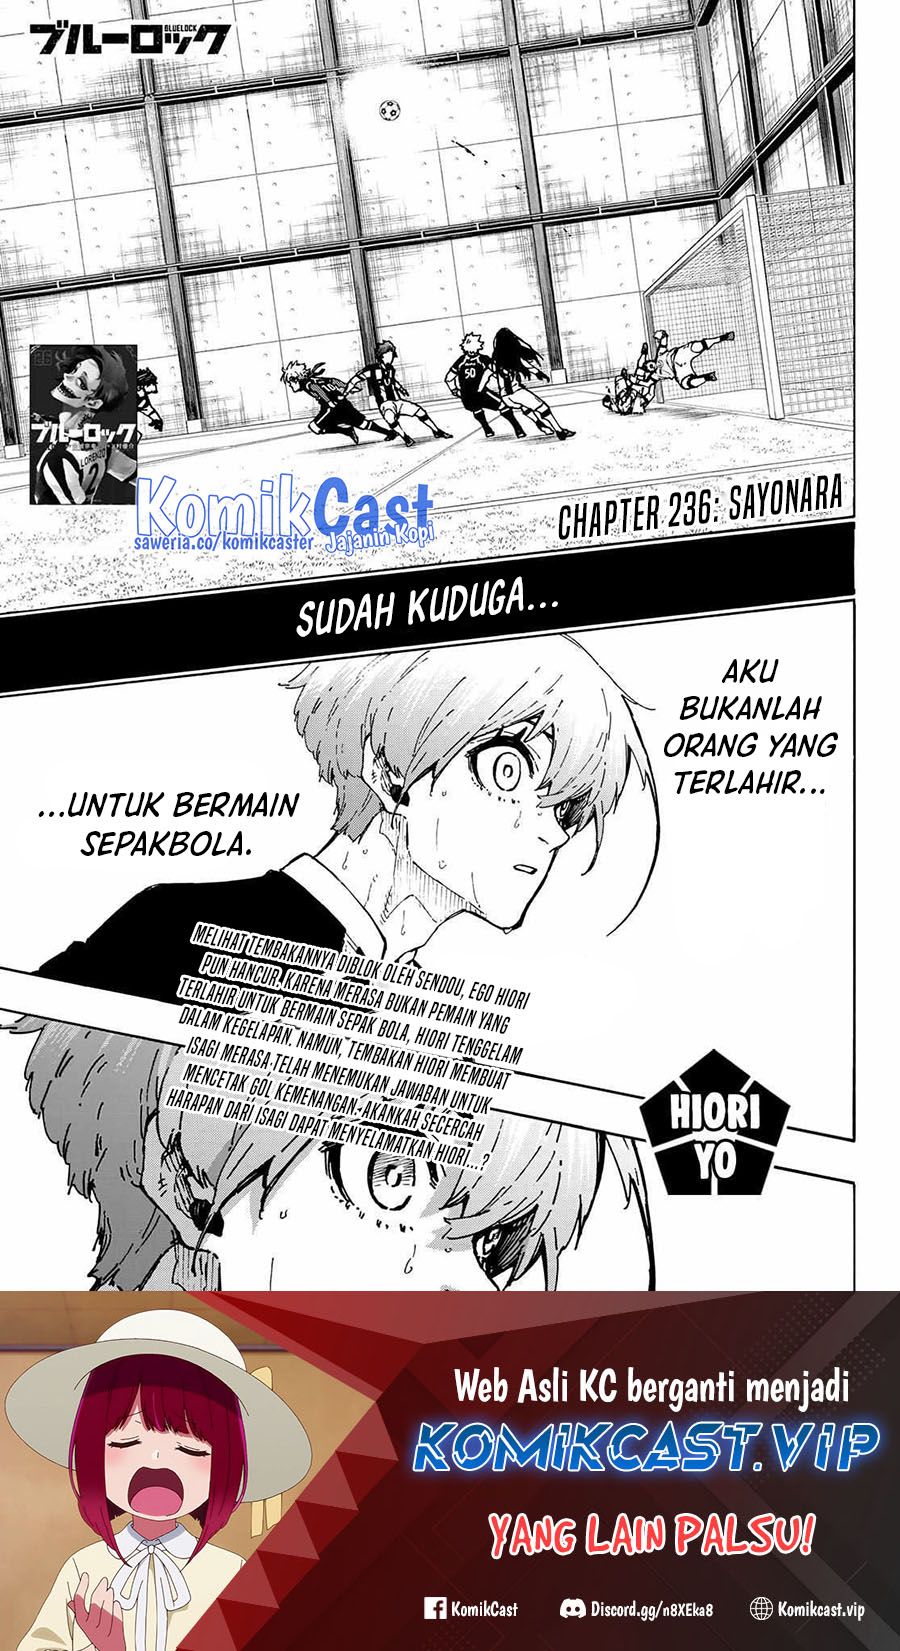 ブルーロック
BLUELOCK
50
26
ブルーロック
LORENZO
KomikCast
saweria.co/komikcaster Jajanin Kopi
CHAPTER 236: SAYONARA
SUDAH KUDUGA...
AKU
BUKANLAH
ORANG YANG
TERLAHIR...
...UNTUK BERMAIN
SEPAKBOLA.
MELIHAT TEMBAKANNYA DIBLOK OLEH SENDOU, EGO HIORI
PUN HANCUR. KARENA MERASA BUKAN PEMAIN YANG
TERLAHIR UNTUK BERMAIN SEPAK BOLA, HIORI TENGGELAM
DALAM KEGELAPAN. NAMUN, TEMBAKAN HIORI MEMBUAT
ISAGI MERASA TELAH MENEMUKAN JAWABAN UNTUK
MENCETAK GOL KEMENANGAN. AKANKAH SECERCAH
HARAPAN DARI ISAGI DAPAT MENYELAMATKAN HIORI...?
HIORI
YO
Web Asli KC berganti menjadi
KOMIKCAST.VIP
YANG LAIN PALSU!
KomikCast Discord.gg/n8XEka8 Komikcast.vip